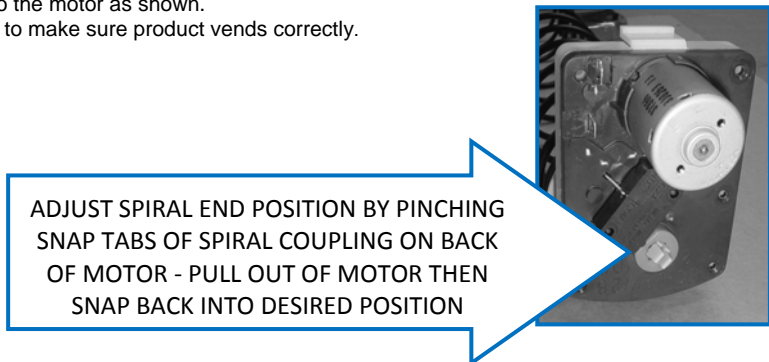 o the motor as shown.
to make sure product vends correctly.
ADJUST SPIRAL END POSITION BY PINCHING
SNAP TABS OF SPIRAL COUPLING ON BACK
OF MOTOR - PULL OUT OF MOTOR THEN
SNAP BACK INTO DESIRED POSITION